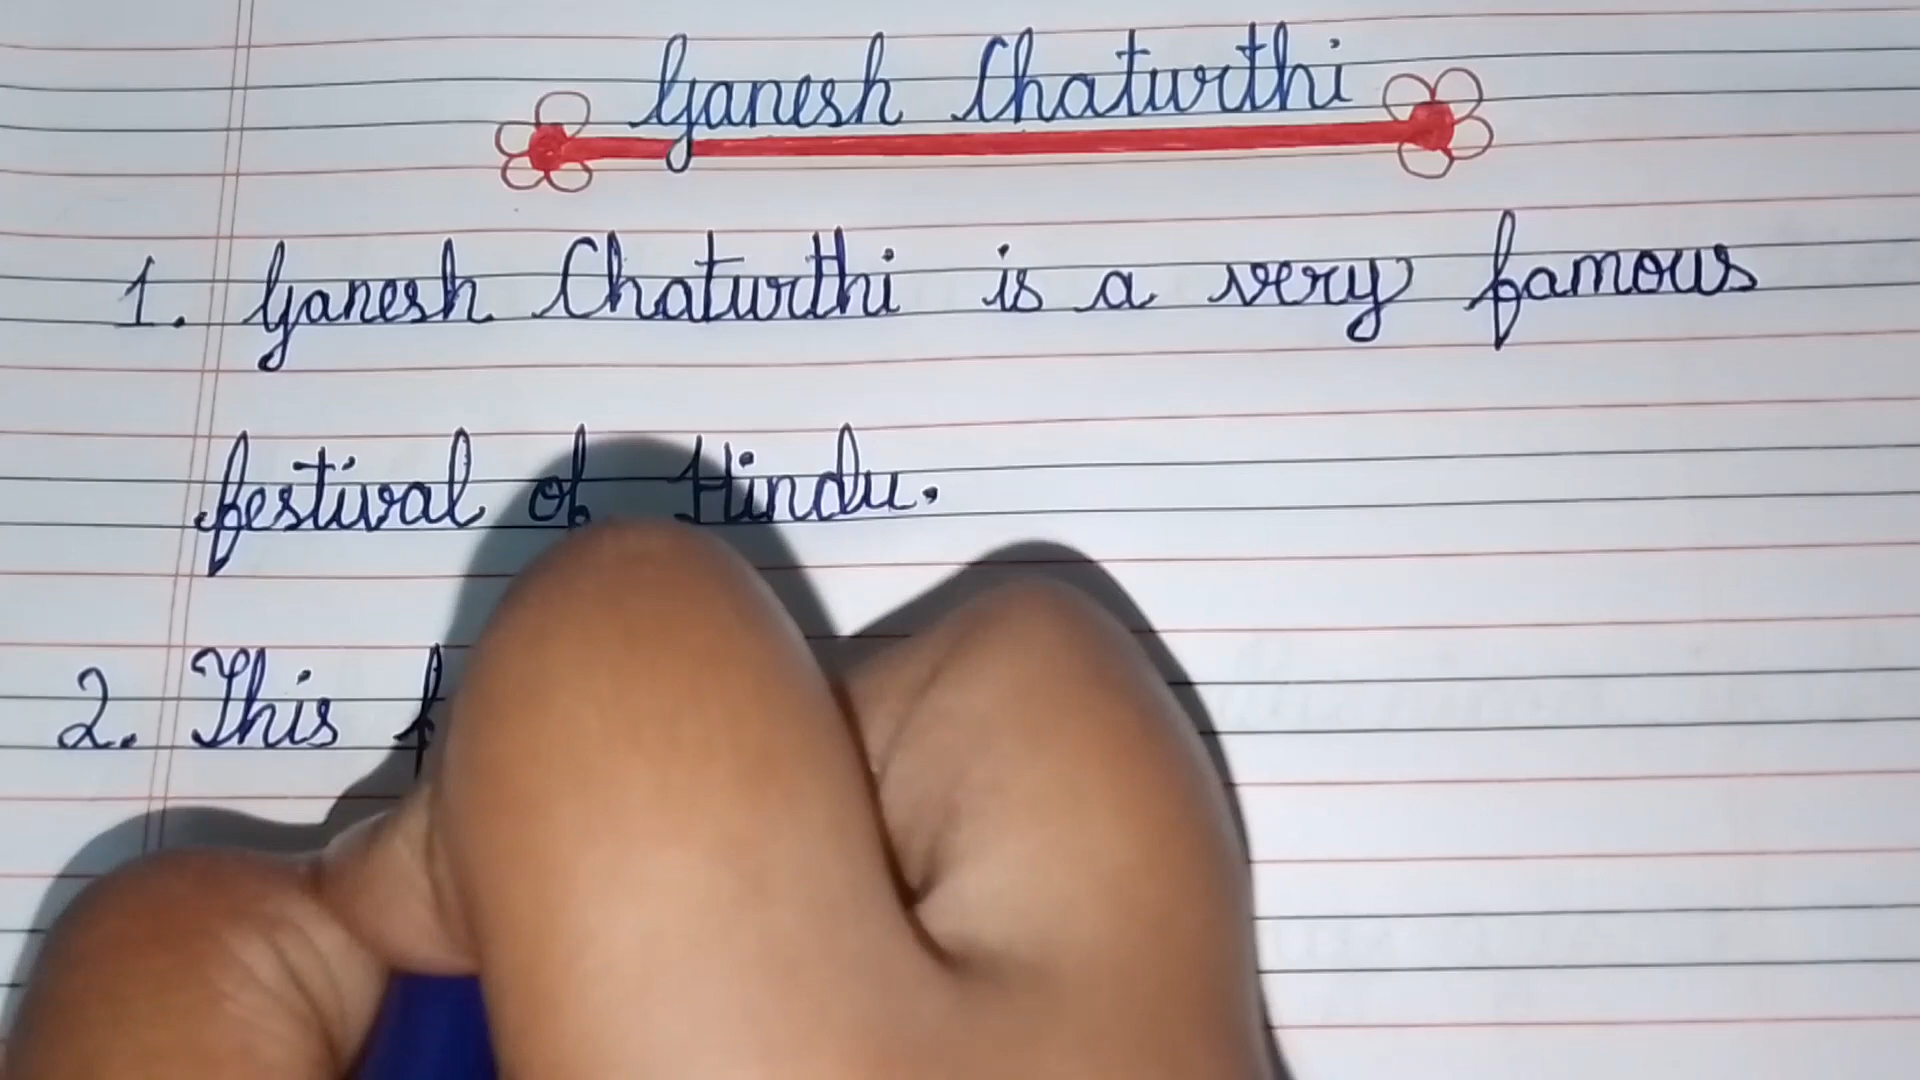 Ganesh Chaturthi
1. Ganesh Chaturthi is a very famous
festival of Hindu.
2. This